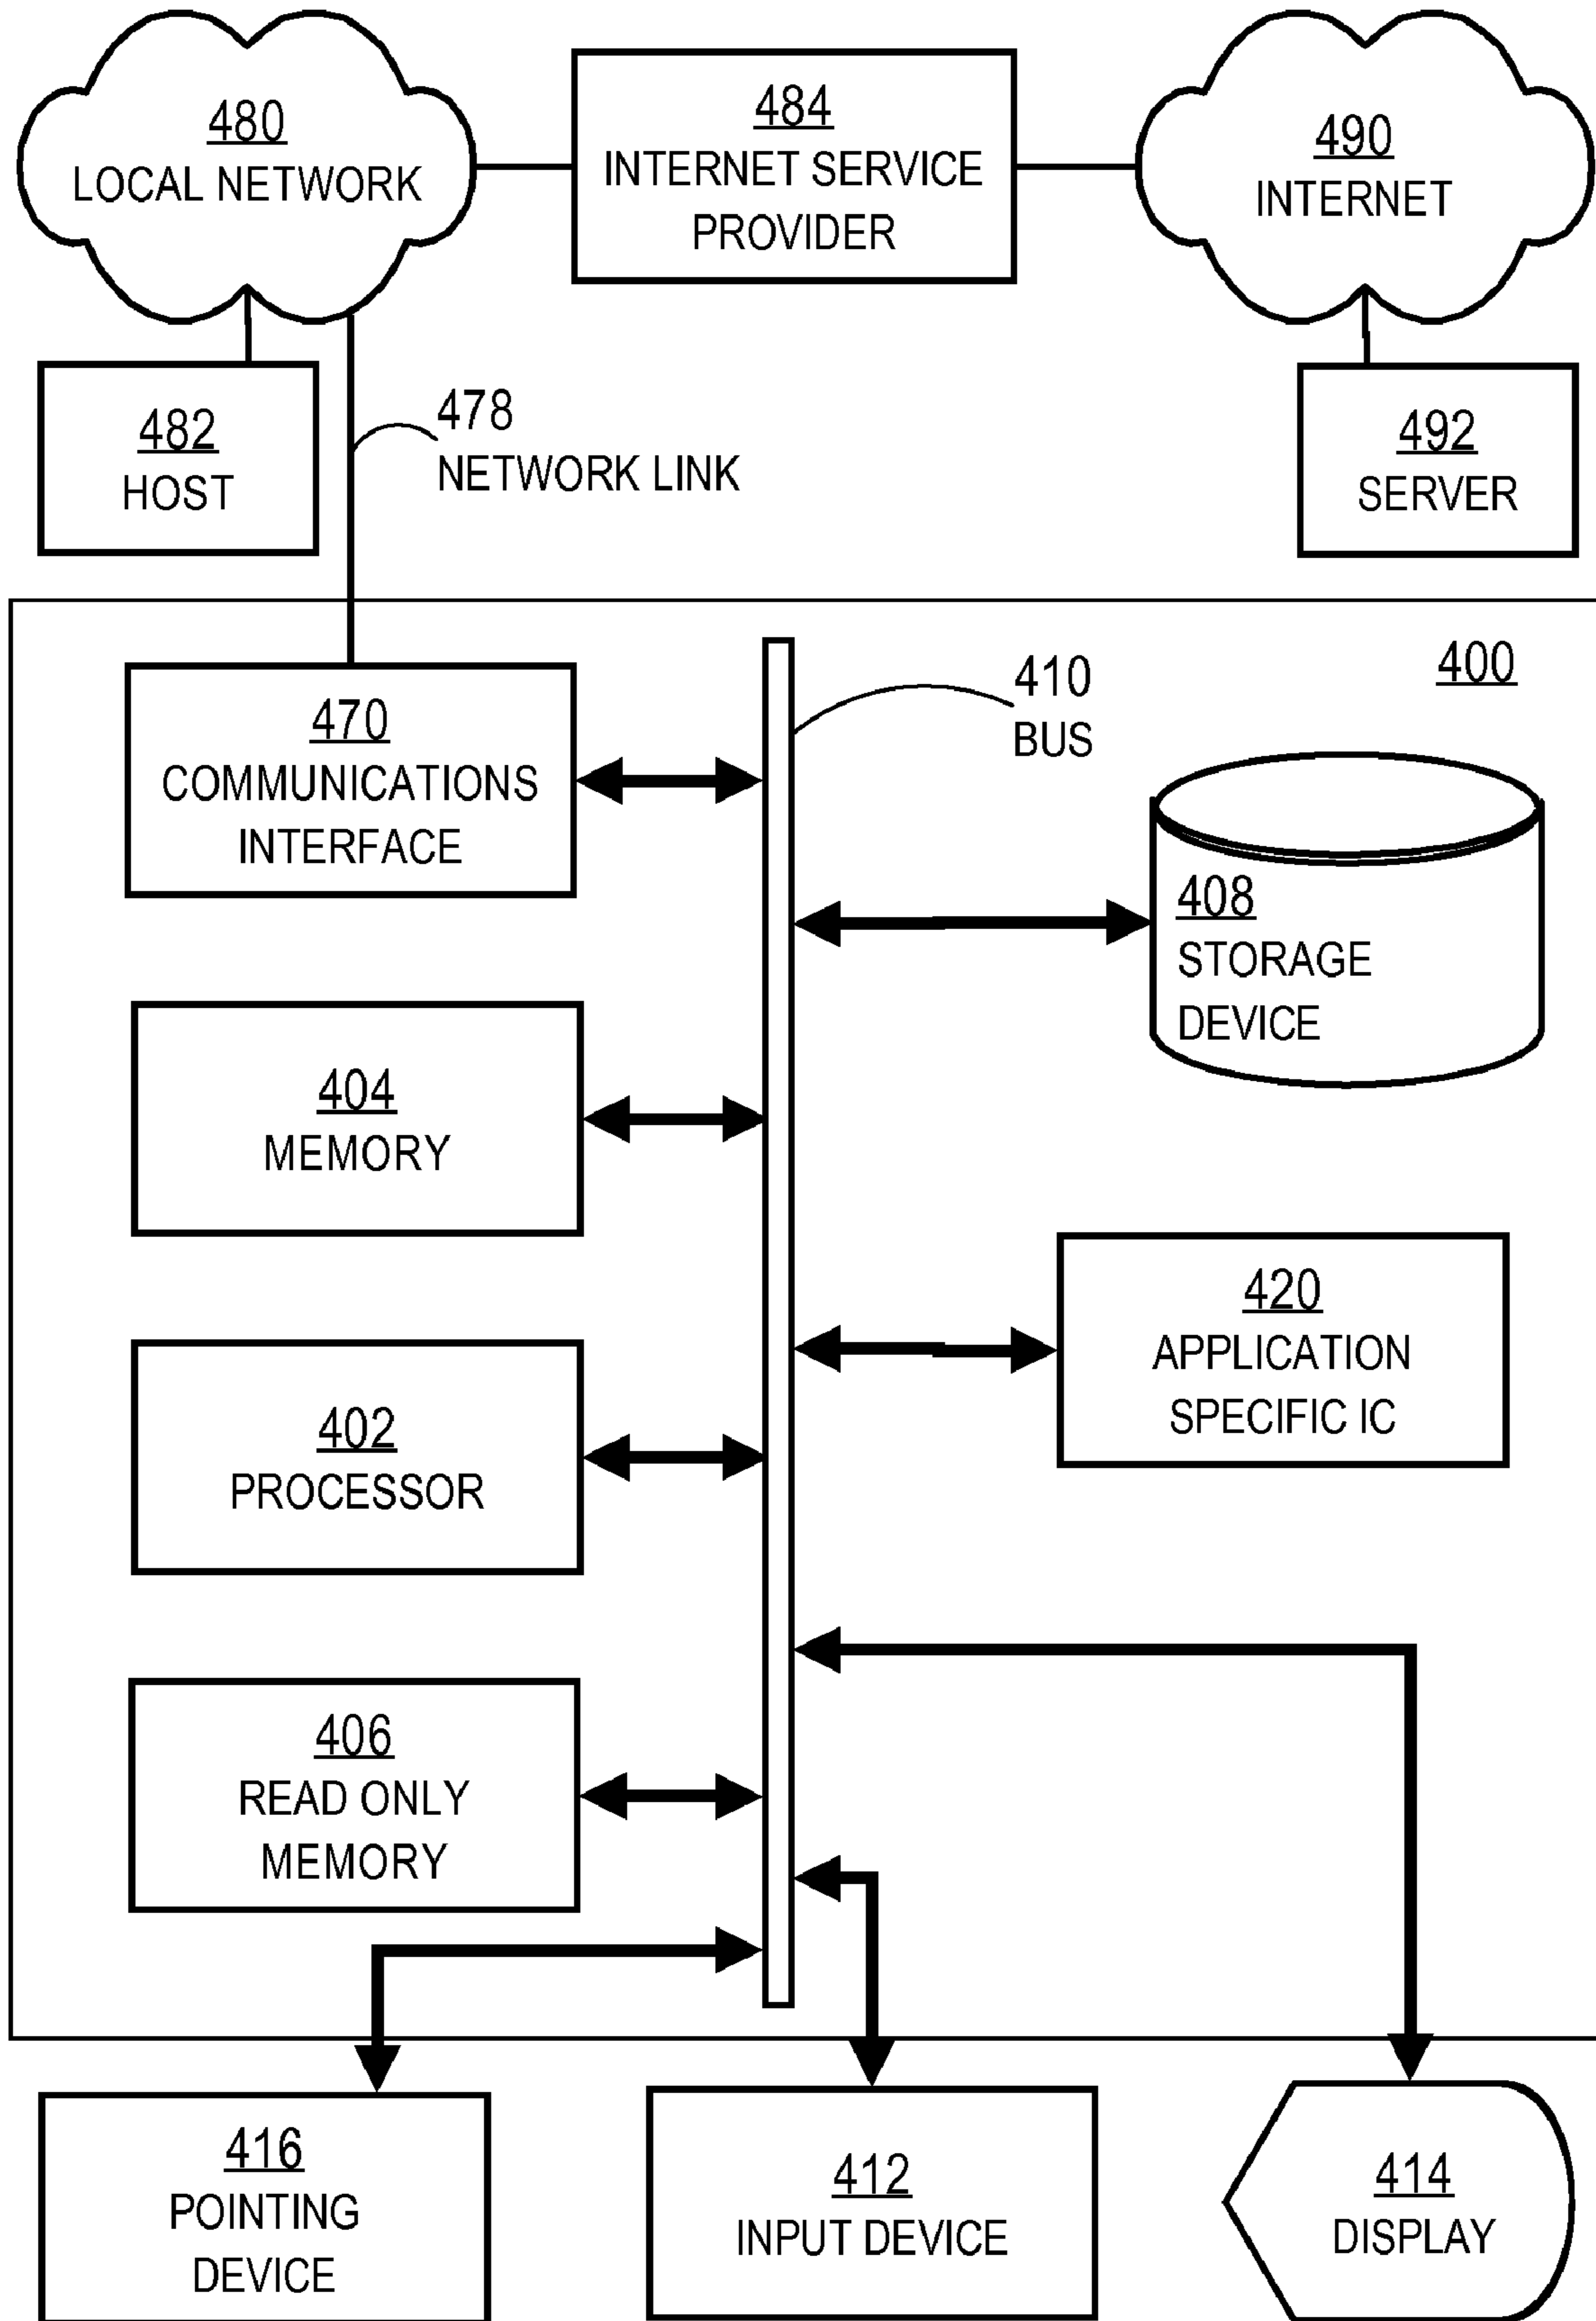 480
LOCAL NETWORK
484
INTERNET SERVICE
PROVIDER
490
INTERNET
482
HOST
478
NETWORK LINK
492
SERVER
400
470
COMMUNICATIONS
INTERFACE
410
BUS
408
STORAGE
DEVICE
404
MEMORY
420
APPLICATION
SPECIFIC IC
402
PROCESSOR
406
READ ONLY
MEMORY
416
POINTING
DEVICE
412
INPUT DEVICE
414
DISPLAY